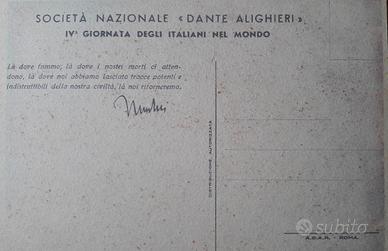 SOCIETÀ NAZIONALE «DANTE ALIGHIERI»
IVª GIORNATA DEGLI ITALIANI NEL MONDO
Là dove fummo, là dove i nostri morti ci atten-
dono, là dove noi abbiamo lasciato tracce potenti e
indistruttibili della nostra civiltà, là noi ritorneremo.
DISTRIBUZIONE AUTORIZZATA
subito
A.G.A.R. - ROMA